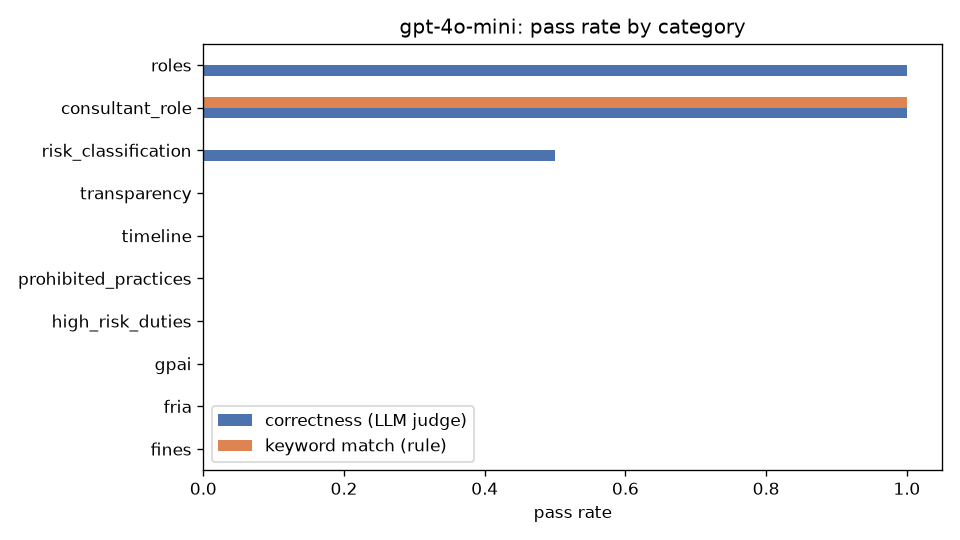 gpt-4o-mini: pass rate by category
roles
consultant_role
risk_classification
transparency
timeline
prohibited_practices
high_risk_duties
gpai
fria
fines
correctness (LLM judge)
keyword match (rule)
0.0 0.2 0.4 0.6 0.8 1.0
pass rate